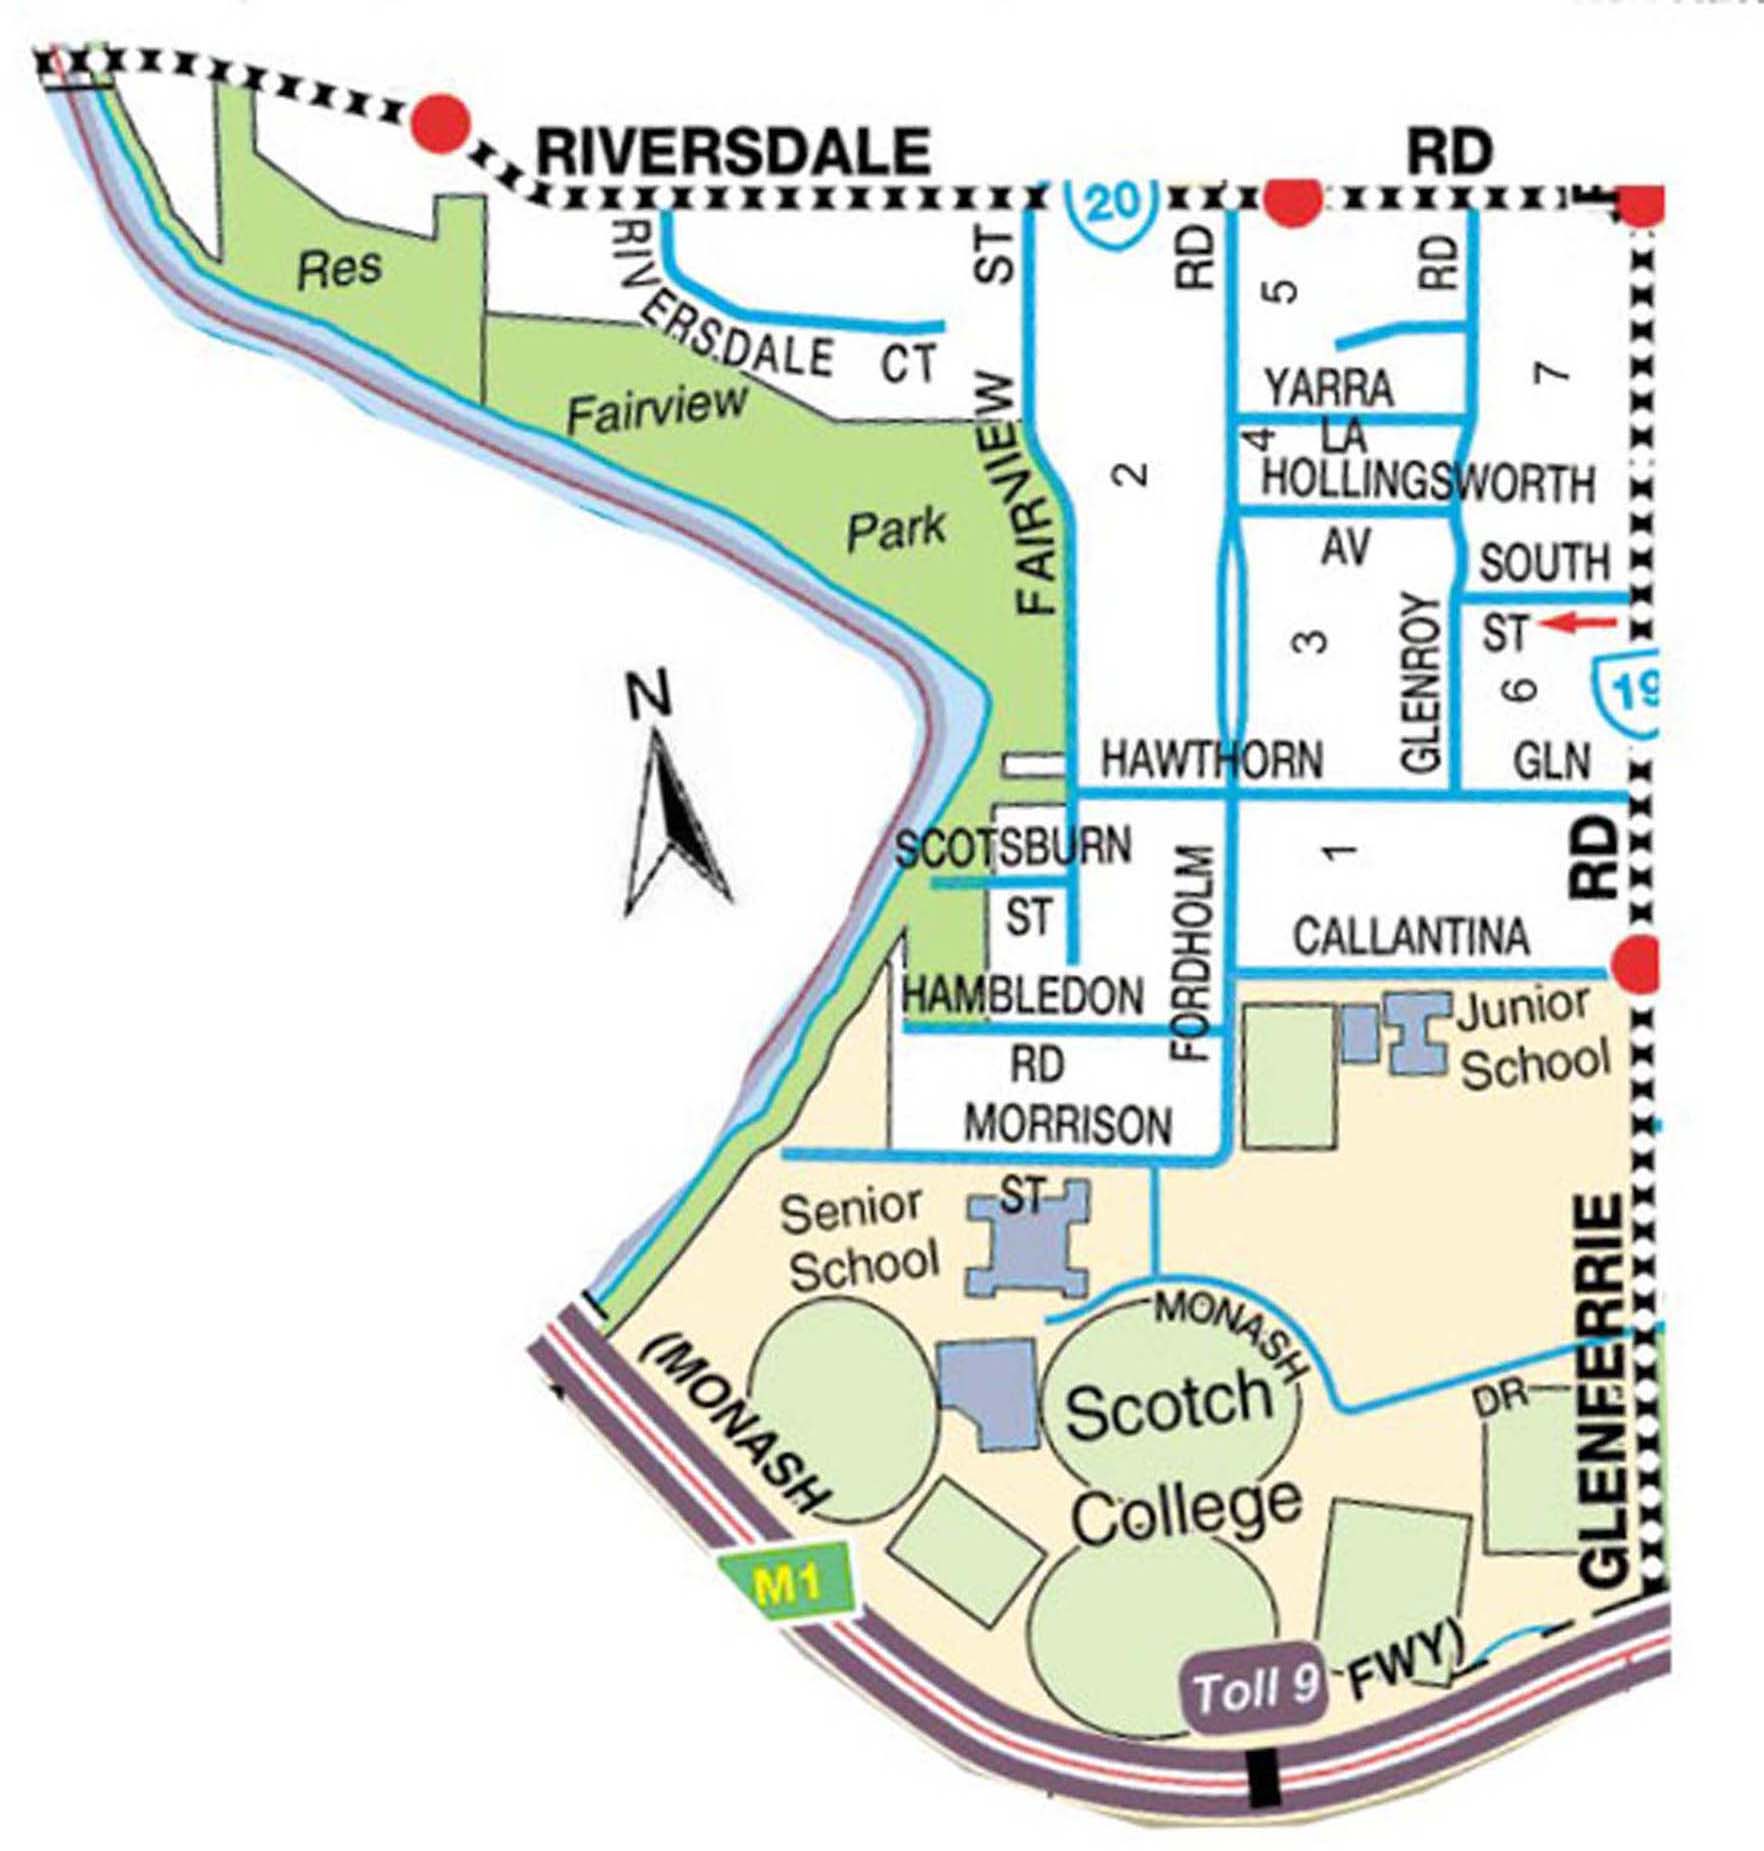 RIVERSDALE RD
20
RIVERSDALE CT
FAIRVIEW ST
RD
RD
5
7
Res
Fairview
Park
YARRA
LA
4
HOLLINGSWORTH
AV
2
SOUTH
ST
3
GLENROY
6
19
N
HAWTHORN
GLN
SCOTSBURN
ST
1
RD
FORDHOLM
CALLANTINA
HAMBLEDON
RD
Junior
School
MORRISON
ST
Senior
School
MONASH
DR
GLENFERRIE
Scotch
College
(MONASH
M1
Toll 9
FWY)